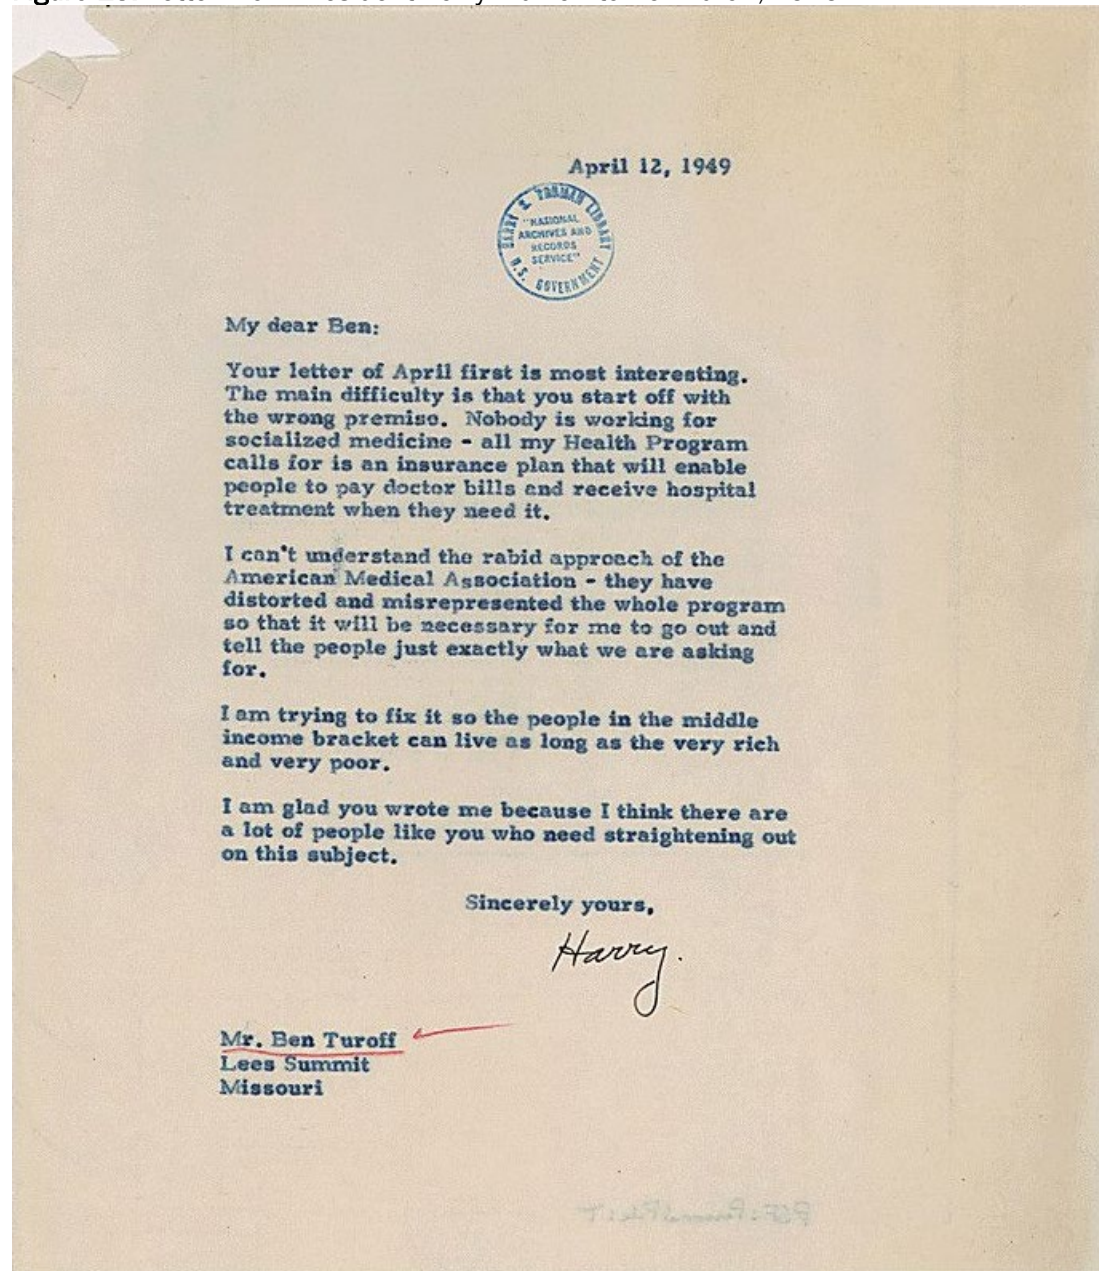 April 12, 1949
HARRY S. TRUMAN LIBRARY
"NATIONAL
ARCHIVES AND
RECORDS
SERVICE"
U.S. GOVERNMENT
My dear Ben:
Your letter of April first is most interesting.
The main difficulty is that you start off with
the wrong premise. Nobody is working for
socialized medicine - all my Health Program
calls for is an insurance plan that will enable
people to pay doctor bills and receive hospital
treatment when they need it.
I can't understand the rabid approach of the
American Medical Association - they have
distorted and misrepresented the whole program
so that it will be necessary for me to go out and
tell the people just exactly what we are asking
for.
I am trying to fix it so the people in the middle
income bracket can live as long as the very rich
and very poor.
I am glad you wrote me because I think there are
a lot of people like you who need straightening out
on this subject.
Sincerely yours,
Harry.
Mr. Ben Turoff
Lees Summit
Missouri